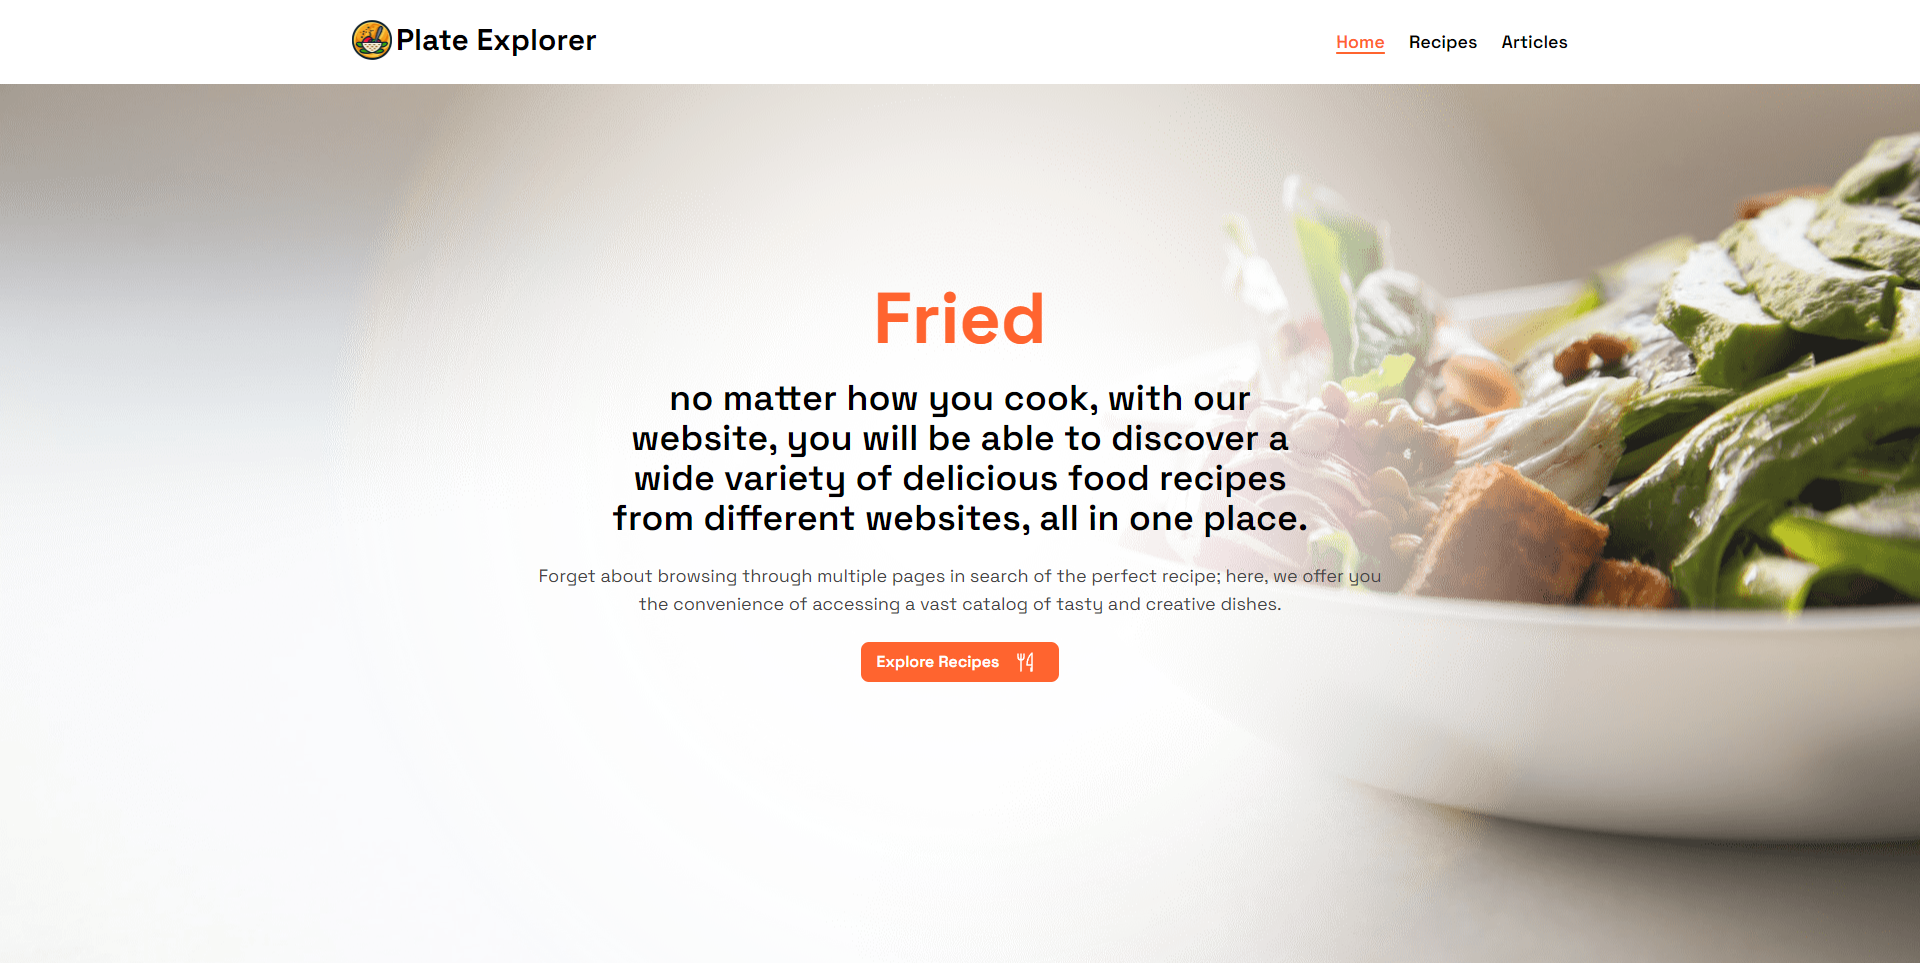 Plate Explorer
Home Recipes Articles
Fried
no matter how you cook, with our
website, you will be able to discover a
wide variety of delicious food recipes
from different websites, all in one place.
Forget about browsing through multiple pages in search of the perfect recipe; here, we offer you
the convenience of accessing a vast catalog of tasty and creative dishes.
Explore Recipes